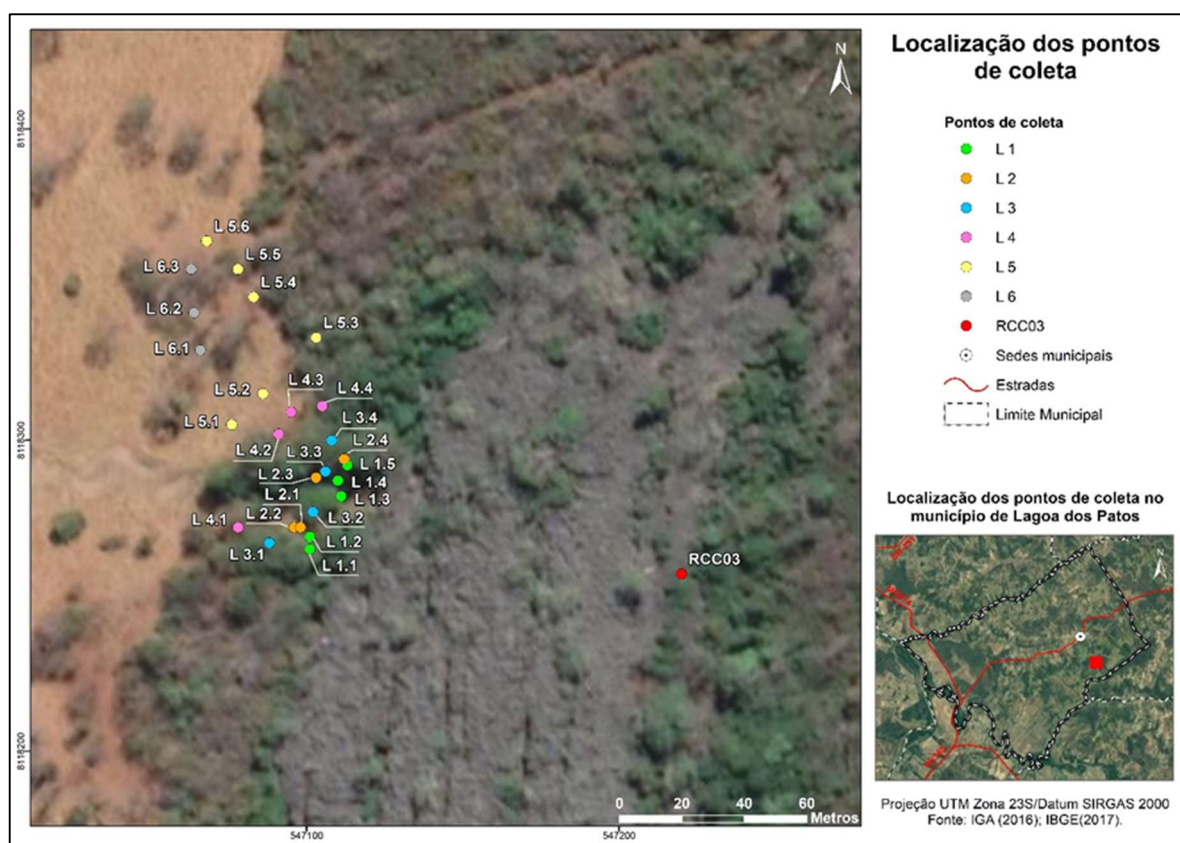 Localização dos pontos
de coleta
Pontos de coleta
L 1
L 2
L 3
L 4
L 5
L 6
RCC03
Sedes municipais
Estradas
Limite Municipal
Localização dos pontos de coleta no
município de Lagoa dos Patos
N
Projeção UTM Zona 23S/Datum SIRGAS 2000
Fonte: IGA (2016); IBGE(2017).
N
8118400
8118300
8118200
547100
547200
L 5.6
L 6.3
L 5.5
L 5.4
L 6.2
L 5.3
L 6.1
L 4.3
L 5.2
L 4.4
L 5.1
L 3.4
L 4.2
L 3.3
L 2.4
L 2.3
L 1.5
L 1.4
L 2.1
L 1.3
L 2.2
L 3.2
L 4.1
L 1.2
L 3.1
L 1.1
RCC03
0 20 40 60
Metros